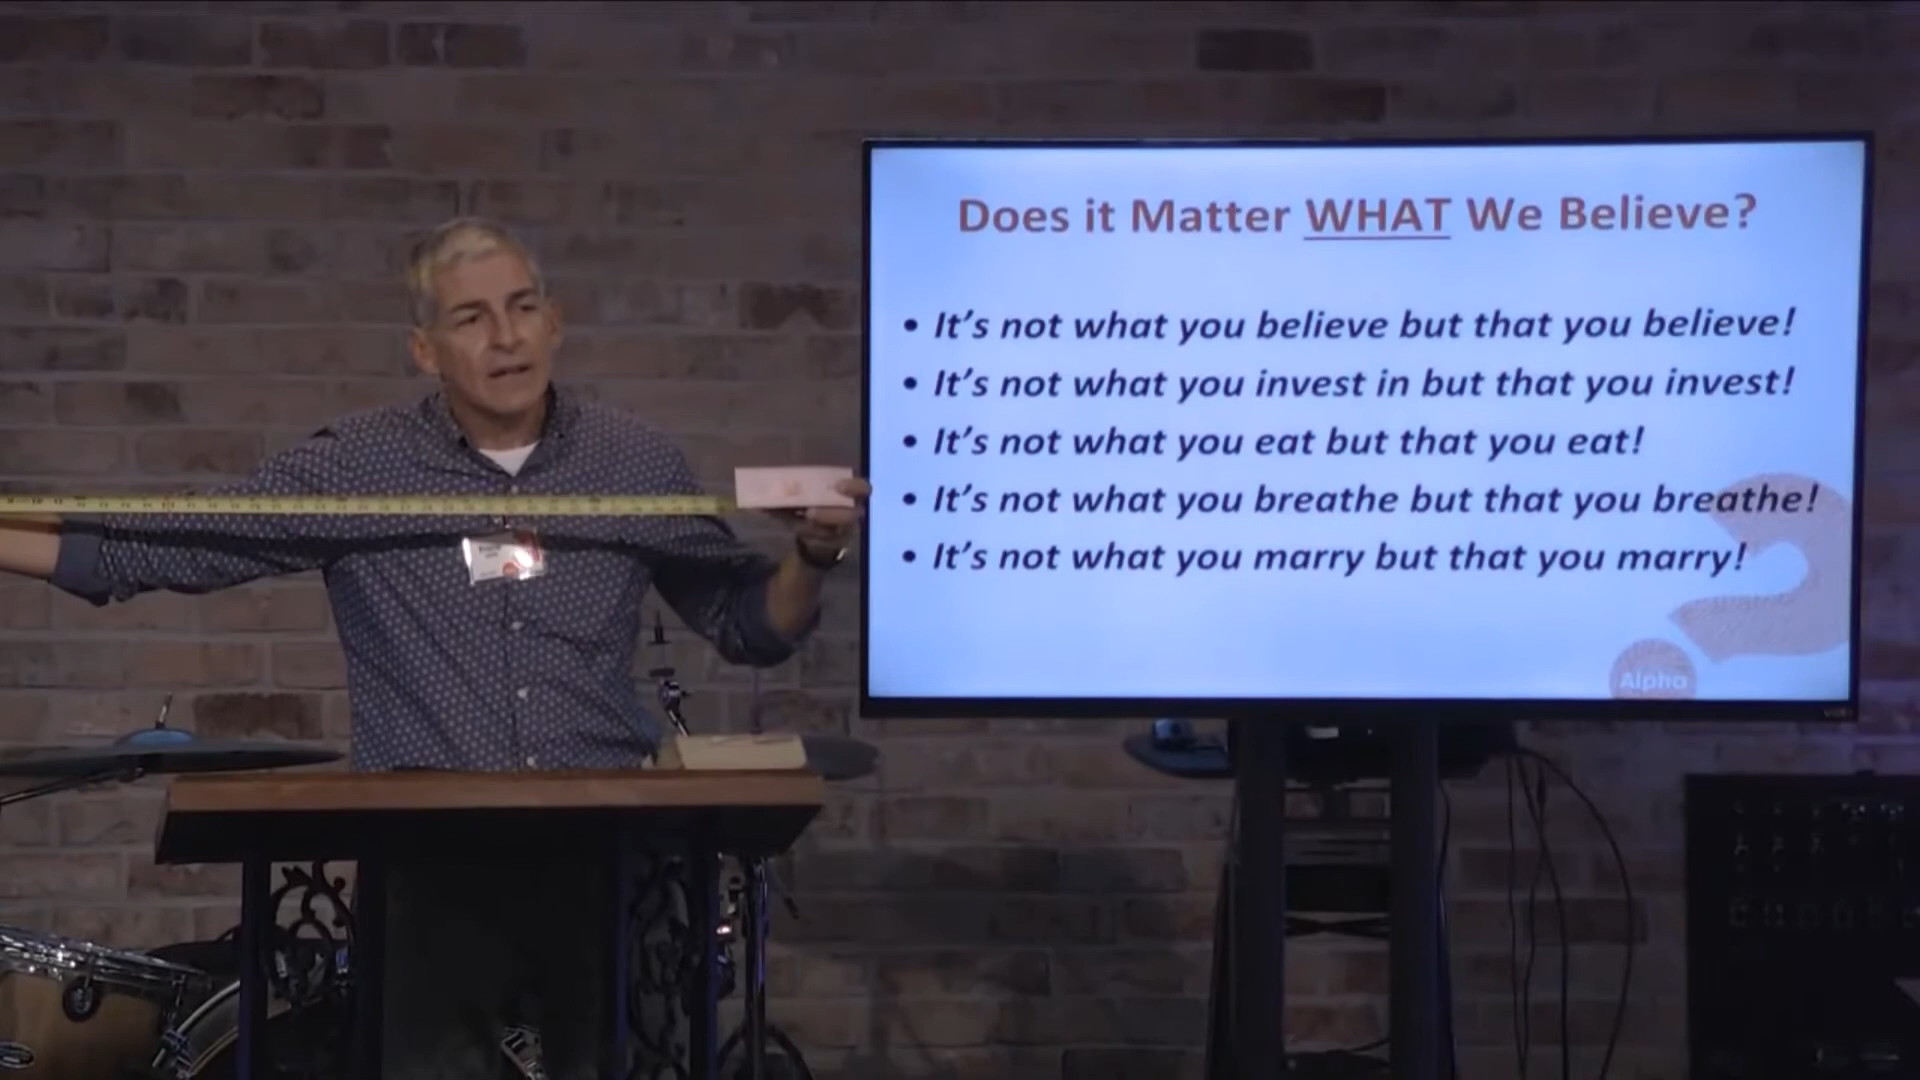 Does it Matter WHAT We Believe?
• It's not what you believe but that you believe!
• It's not what you invest in but that you invest!
• It's not what you eat but that you eat!
• It's not what you breathe but that you breathe!
• It's not what you marry but that you marry!
Alpha